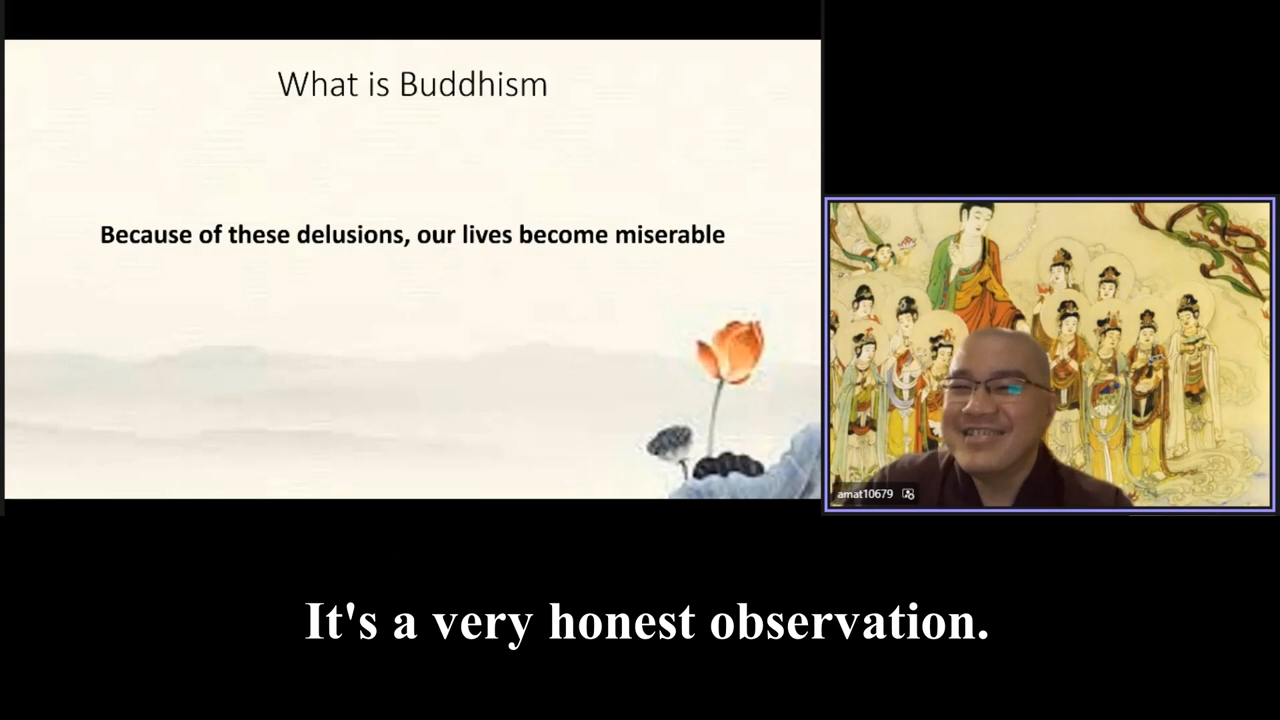 What is Buddhism
Because of these delusions, our lives become miserable
amat10679
It's a very honest observation.